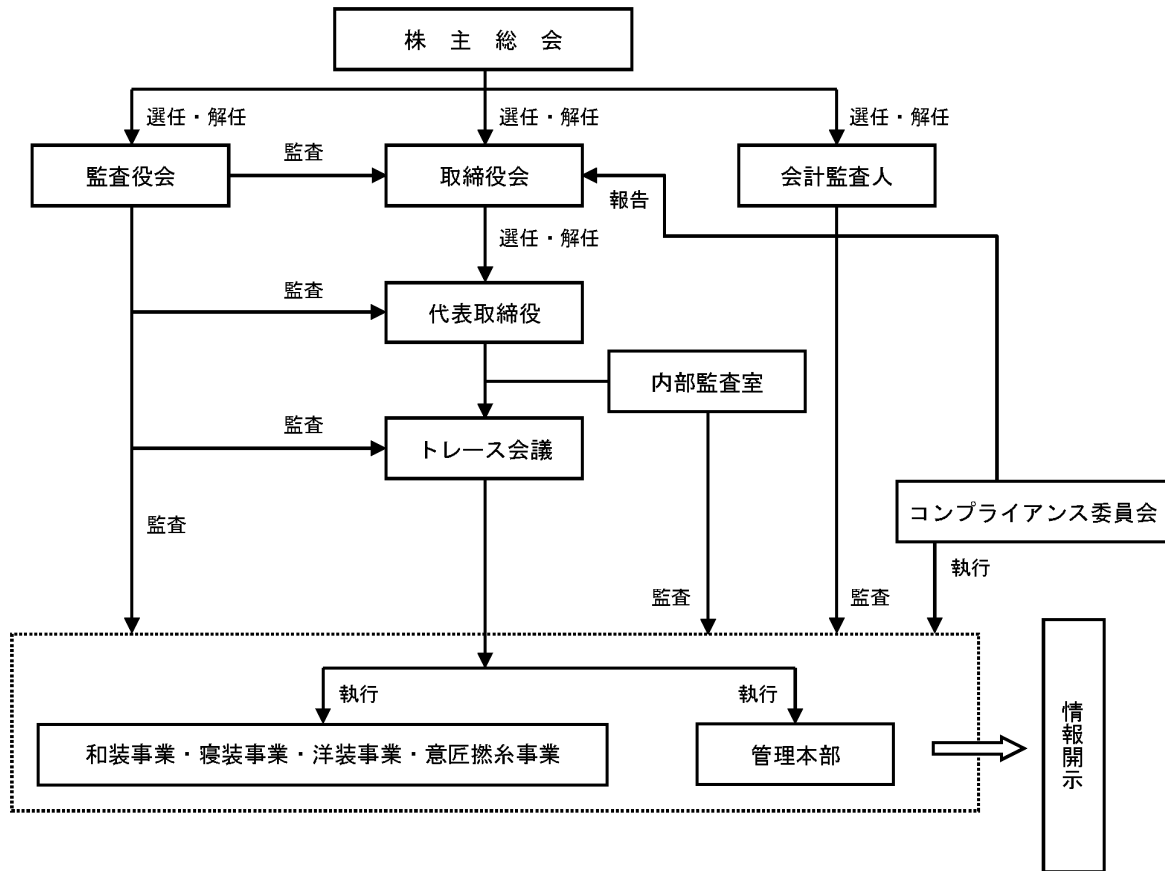 株　主　総　会
選任・解任
選任・解任
選任・解任
監査役会
監査
取締役会
会計監査人
報告
選任・解任
監査
代表取締役
内部監査室
監査
トレース会議
コンプライアンス委員会
監査
執行
監査
監査
執行
執行
和装事業・寝装事業・洋装事業・意匠撚糸事業
管理本部
情報開示